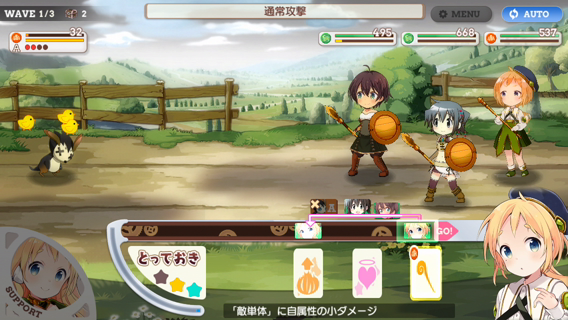 WAVE 1/3 2
通常攻撃
MENU
AUTO
32
A
495
668
537
GO!
とっておき
SUPPORT
「敵単体」に自属性の小ダメージ